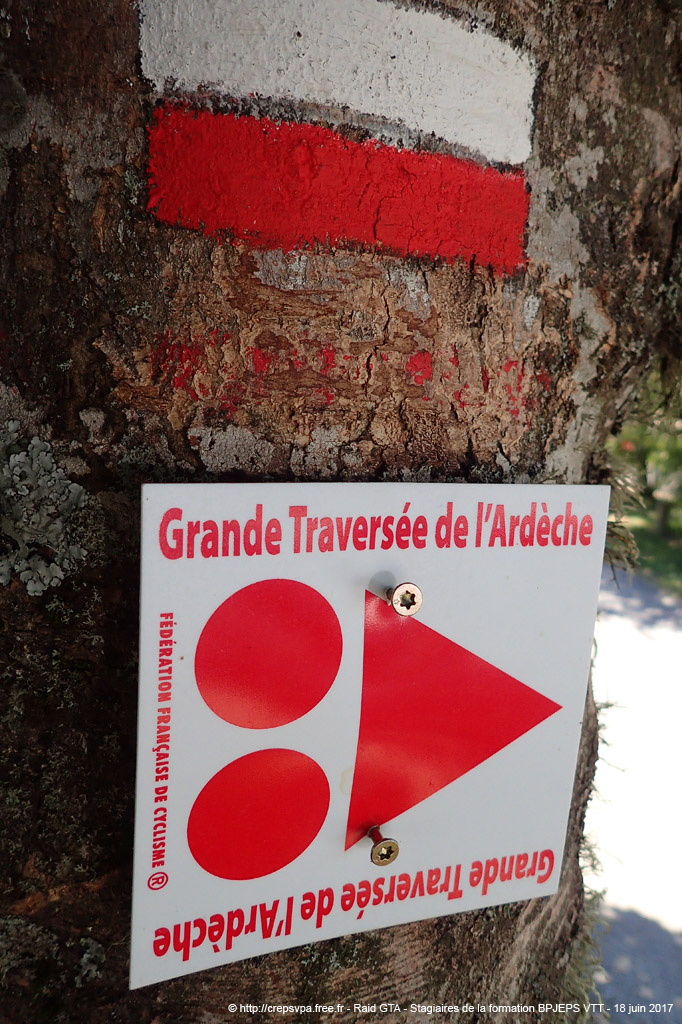 Grande Traversée de l'Ardèche
FÉDÉRATION FRANÇAISE DE CYCLISME ®
Grande Traversée de l'Ardèche
© http://crepsvpa.free.fr - Raid GTA - Stagiaires de la formation BPJEPS VTT - 18 juin 2017